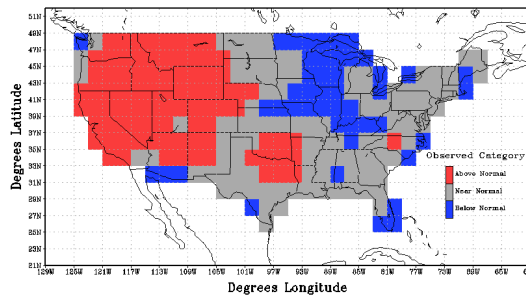 51N
49N
47N
45N
43N
41N
39N
37N
35N
33N
31N
29N
27N
25N
23N
21N
Degrees Latitude
Observed Category
Above Normal
Near Normal
Below Normal
129W 125W 121W 117W 113W 109W 105W 101W 97W 93W 89W 85W 81W 77W 73W 69W 65W
Degrees Longitude